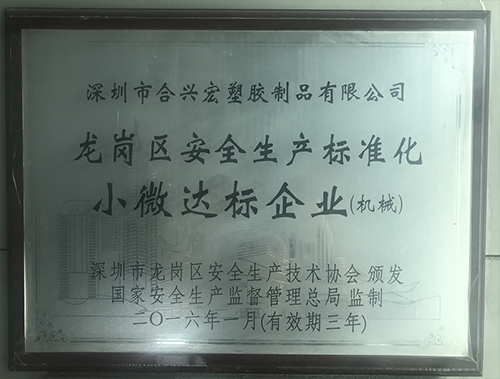 深圳市合兴宏塑胶制品有限公司
龙岗区安全生产标准化
小微达标企业(机械)
深圳市龙岗区安全生产技术协会 颁发
国家安全生产监督管理总局 监制
二〇一六年一月(有效期三年)